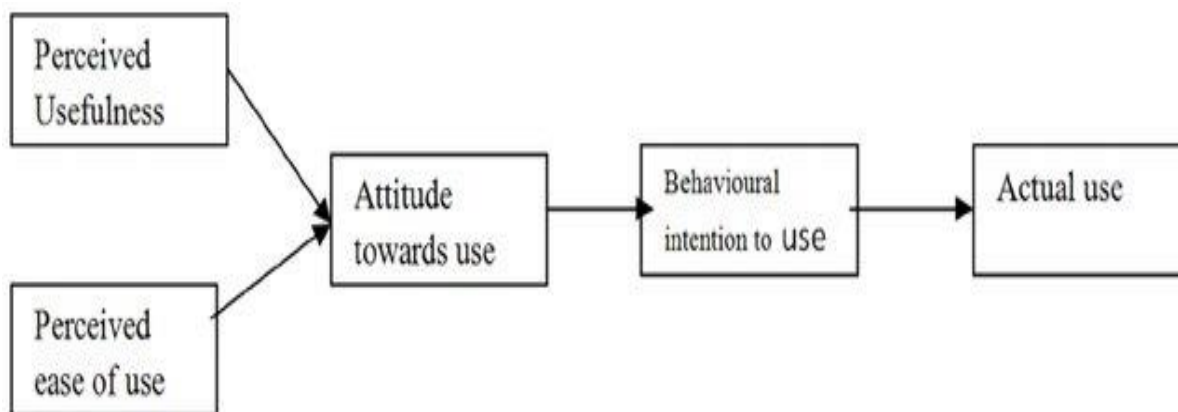 Perceived
Usefulness
Perceived
ease of use
Attitude
towards use
Behavioural
intention to use
Actual use